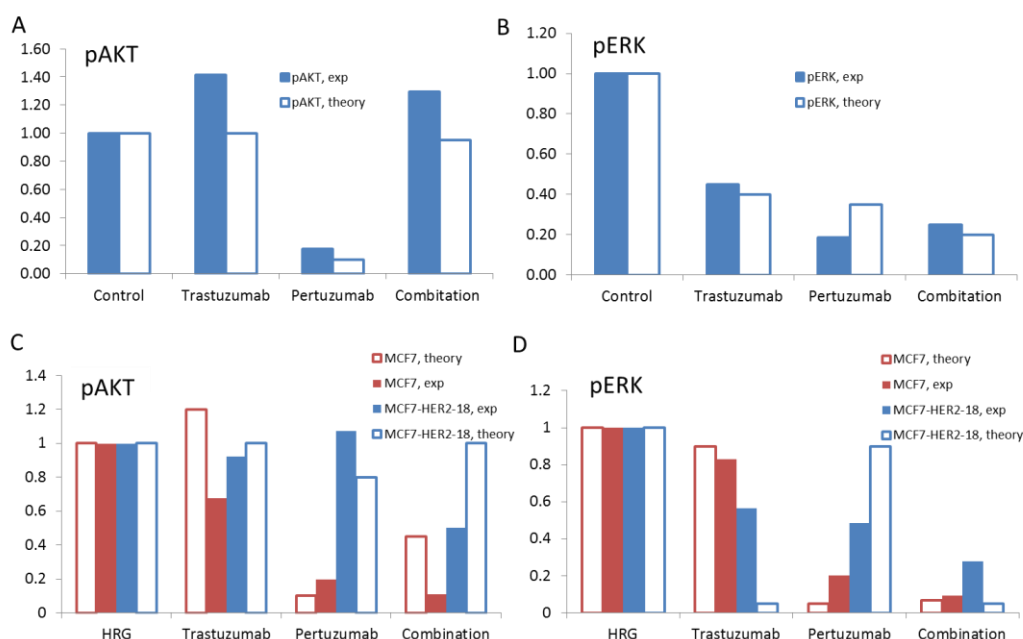 A
pAKT
1.60
1.40
1.20
1.00
0.80
0.60
0.40
0.20
0.00
pAKT, exp
pAKT, theory
Control Trastuzumab Pertuzumab Combitation
B
pERK
1.20
1.00
0.80
0.60
0.40
0.20
0.00
pERK, exp
pERK, theory
Control Trastuzumab Pertuzumab Combitation
C
pAKT
1.4
1.2
1
0.8
0.6
0.4
0.2
0
MCF7, theory
MCF7, exp
MCF7-HER2-18, exp
MCF7-HER2-18, theory
HRG Trastuzumab Pertuzumab Combination
D
pERK
1.2
1
0.8
0.6
0.4
0.2
0
MCF7, theory
MCF7, exp
MCF7-HER2-18, exp
MCF7-HER2-18, theory
HRG Trastuzumab Pertuzumab Combination